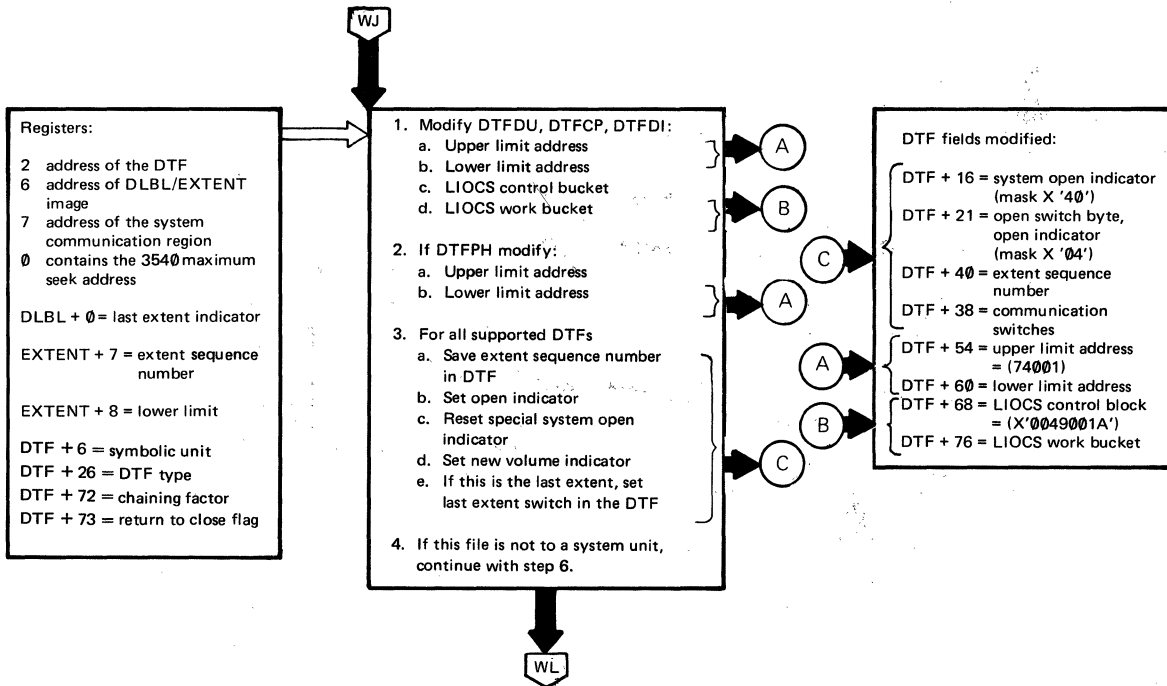 WJ
Registers:
2 address of the DTF
6 address of DLBL/EXTENT
image
7 address of the system
communication region
0 contains the 3540 maximum
seek address
DLBL + 0 = last extent indicator
EXTENT + 7 = extent sequence
number
EXTENT + 8 = lower limit
DTF + 6 = symbolic unit
DTF + 26 = DTF type
DTF + 72 = chaining factor
DTF + 73 = return to close flag
1. Modify DTFDU, DTFCP, DTFDI:
a. Upper limit address
b. Lower limit address
c. LIOCS control bucket
d. LIOCS work bucket
2. If DTFPH modify:
a. Upper limit address
b. Lower limit address
3. For all supported DTFs
a. Save extent sequence number
in DTF
b. Set open indicator
c. Reset special system open
indicator
d. Set new volume indicator
e. If this is the last extent, set
last extent switch in the DTF
4. If this file is not to a system unit,
continue with step 6.
A
B
A
C
C
A
B
DTF fields modified:
DTF + 16 = system open indicator
(mask X '40')
DTF + 21 = open switch byte,
open indicator
(mask X '04')
DTF + 40 = extent sequence
number
DTF + 38 = communication
switches
DTF + 54 = upper limit address
= (74001)
DTF + 60 = lower limit address
DTF + 68 = LIOCS control block
= (X'0049001A')
DTF + 76 = LIOCS work bucket
WL